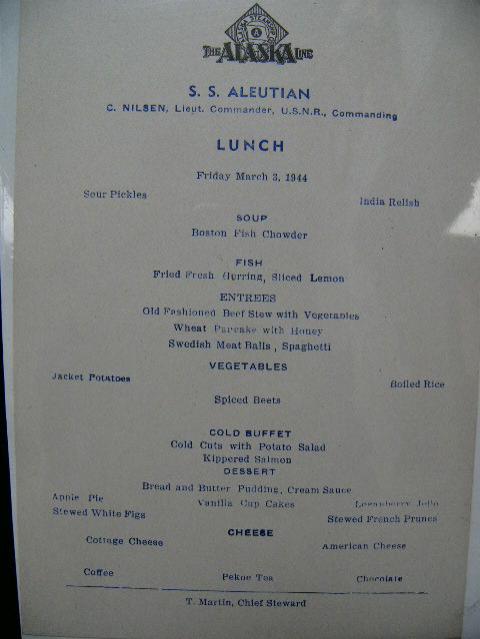 ALASKA STEAMSHIP
A
THE ALASKA LINE
S. S. ALEUTIAN
C. NILSEN, Lieut. Commander, U.S.N.R., Commanding
LUNCH
Friday March 3, 1944
Sour Pickles India Relish
SOUP
Boston Fish Chowder
FISH
Fried Fresh Herring, Sliced Lemon
ENTREES
Old Fashioned Beef Stew with Vegetables
Wheat Pancake with Honey
Swedish Meat Balls, Spaghetti
VEGETABLES
Jacket Potatoes Boiled Rice
Spiced Beets
COLD BUFFET
Cold Cuts with Potato Salad
Kippered Salmon
DESSERT
Bread and Butter Pudding, Cream Sauce
Apple Pie Vanilla Cup Cakes Loganberry Jello
Stewed White Figs Stewed French Prunes
CHEESE
Cottage Cheese American Cheese
Coffee Pekoe Tea Chocolate
T. Martin, Chief Steward